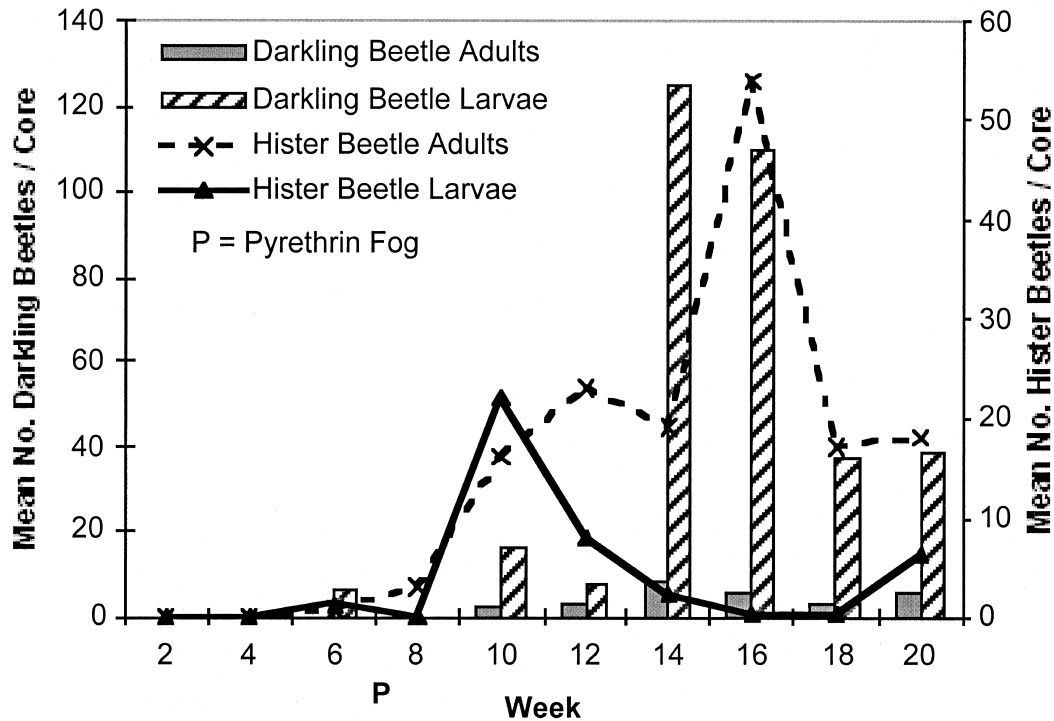 140
120
100
80
60
40
20
0
Mean No. Darkling Beetles / Core
Darkling Beetle Adults
Darkling Beetle Larvae
Hister Beetle Adults
Hister Beetle Larvae
P = Pyrethrin Fog
60
50
40
30
20
10
0
Mean No. Hister Beetles / Core
2 4 6 8 10 12 14 16 18 20
P
Week